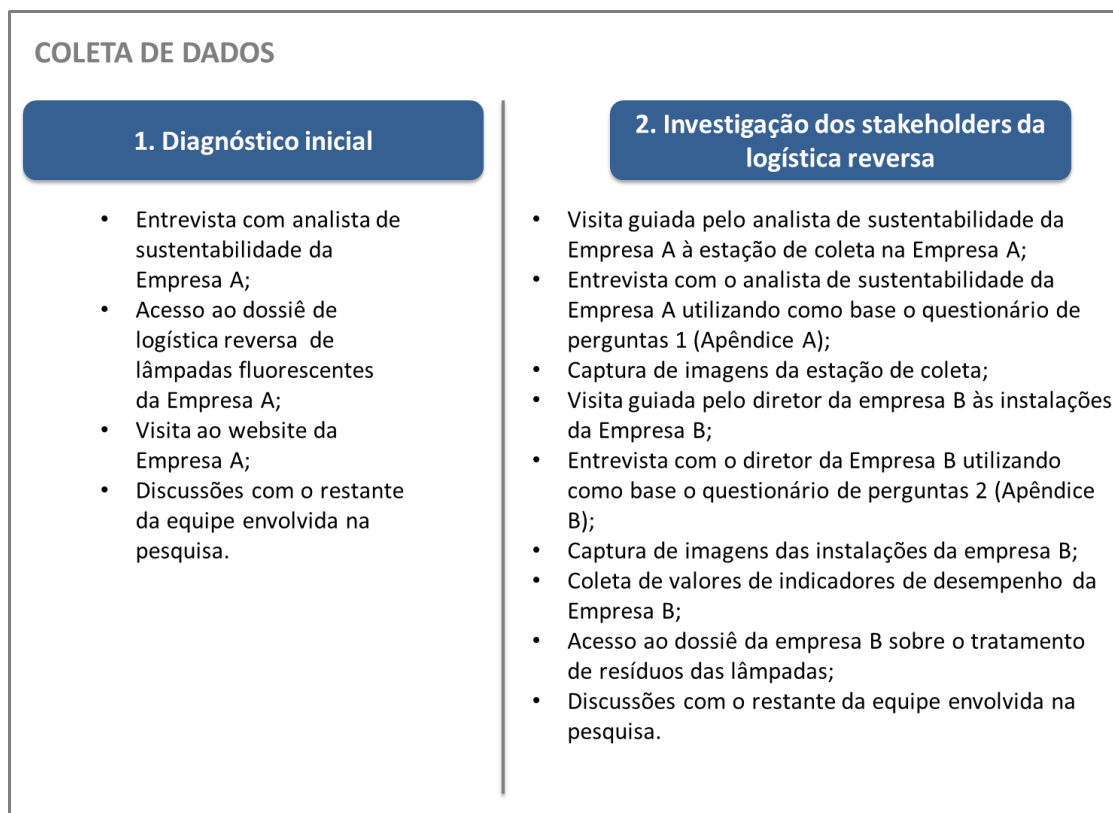 COLETA DE DADOS
1. Diagnóstico inicial
• Entrevista com analista de
sustentabilidade da
Empresa A;
• Acesso ao dossiê de
logística reversa de
lâmpadas fluorescentes
da Empresa A;
• Visita ao website da
Empresa A;
• Discussões com o restante
da equipe envolvida na
pesquisa.
2. Investigação dos stakeholders da
logística reversa
• Visita guiada pelo analista de sustentabilidade da
Empresa A à estação de coleta na Empresa A;
• Entrevista com o analista de sustentabilidade da
Empresa A utilizando como base o questionário de
perguntas 1 (Apêndice A);
• Captura de imagens da estação de coleta;
• Visita guiada pelo diretor da empresa B às instalações
da Empresa B;
• Entrevista com o diretor da Empresa B utilizando
como base o questionário de perguntas 2 (Apêndice
B);
• Captura de imagens das instalações da empresa B;
• Coleta de valores de indicadores de desempenho da
Empresa B;
• Acesso ao dossiê da empresa B sobre o tratamento
de resíduos das lâmpadas;
• Discussões com o restante da equipe envolvida na
pesquisa.